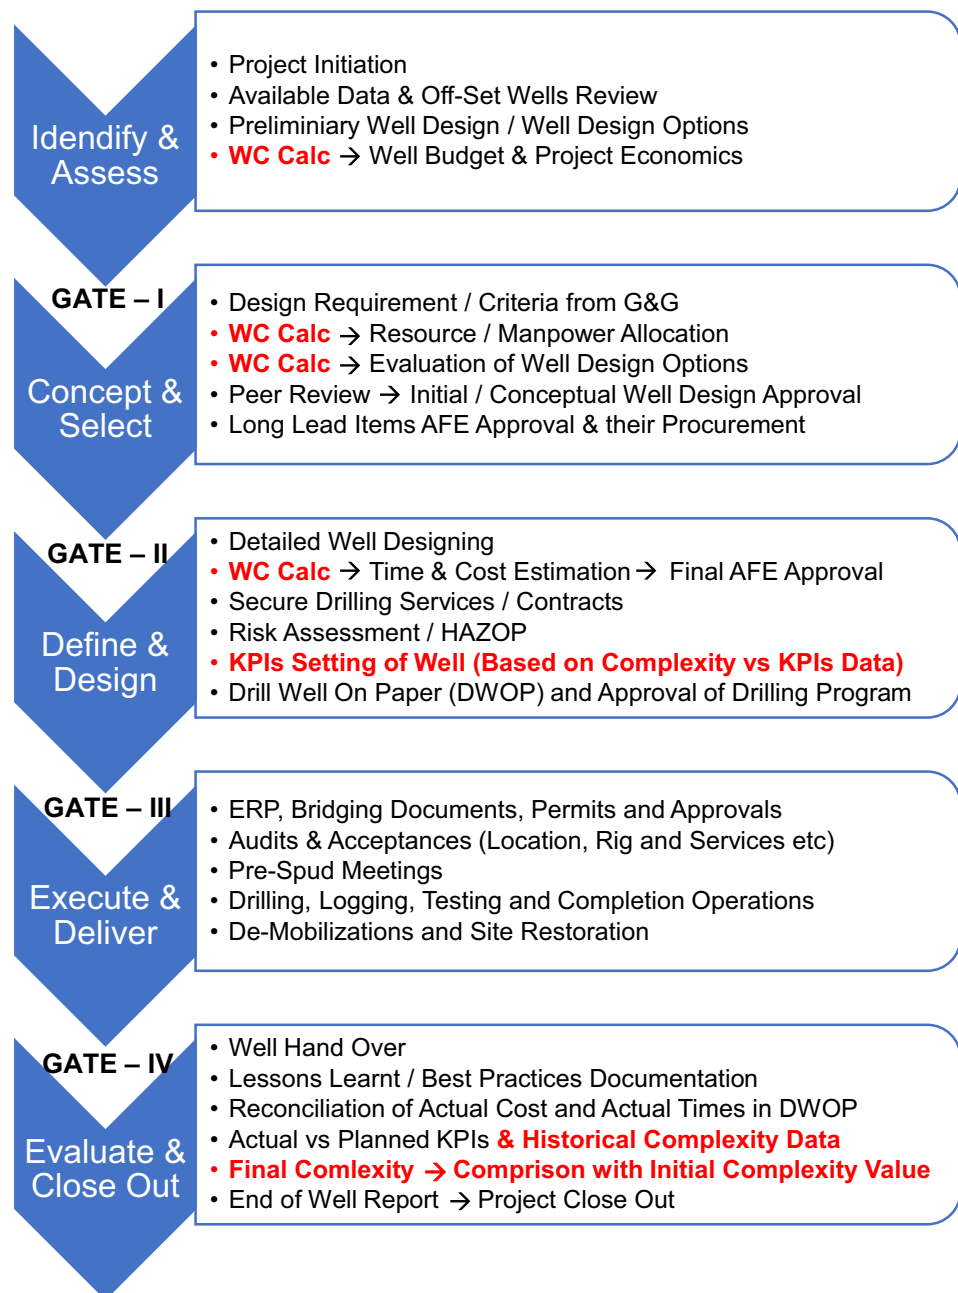 Idendify &
Assess
• Project Initiation
• Available Data & Off-Set Wells Review
• Preliminiary Well Design / Well Design Options
• WC Calc → Well Budget & Project Economics
GATE – I
Concept &
Select
• Design Requirement / Criteria from G&G
• WC Calc → Resource / Manpower Allocation
• WC Calc → Evaluation of Well Design Options
• Peer Review → Initial / Conceptual Well Design Approval
• Long Lead Items AFE Approval & their Procurement
GATE – II
Define &
Design
• Detailed Well Designing
• WC Calc → Time & Cost Estimation → Final AFE Approval
• Secure Drilling Services / Contracts
• Risk Assessment / HAZOP
• KPIs Setting of Well (Based on Complexity vs KPIs Data)
• Drill Well On Paper (DWOP) and Approval of Drilling Program
GATE – III
Execute &
Deliver
• ERP, Bridging Documents, Permits and Approvals
• Audits & Acceptances (Location, Rig and Services etc)
• Pre-Spud Meetings
• Drilling, Logging, Testing and Completion Operations
• De-Mobilizations and Site Restoration
GATE – IV
Evaluate &
Close Out
• Well Hand Over
• Lessons Learnt / Best Practices Documentation
• Reconciliation of Actual Cost and Actual Times in DWOP
• Actual vs Planned KPIs & Historical Complexity Data
• Final Comlexity → Comprison with Initial Complexity Value
• End of Well Report → Project Close Out